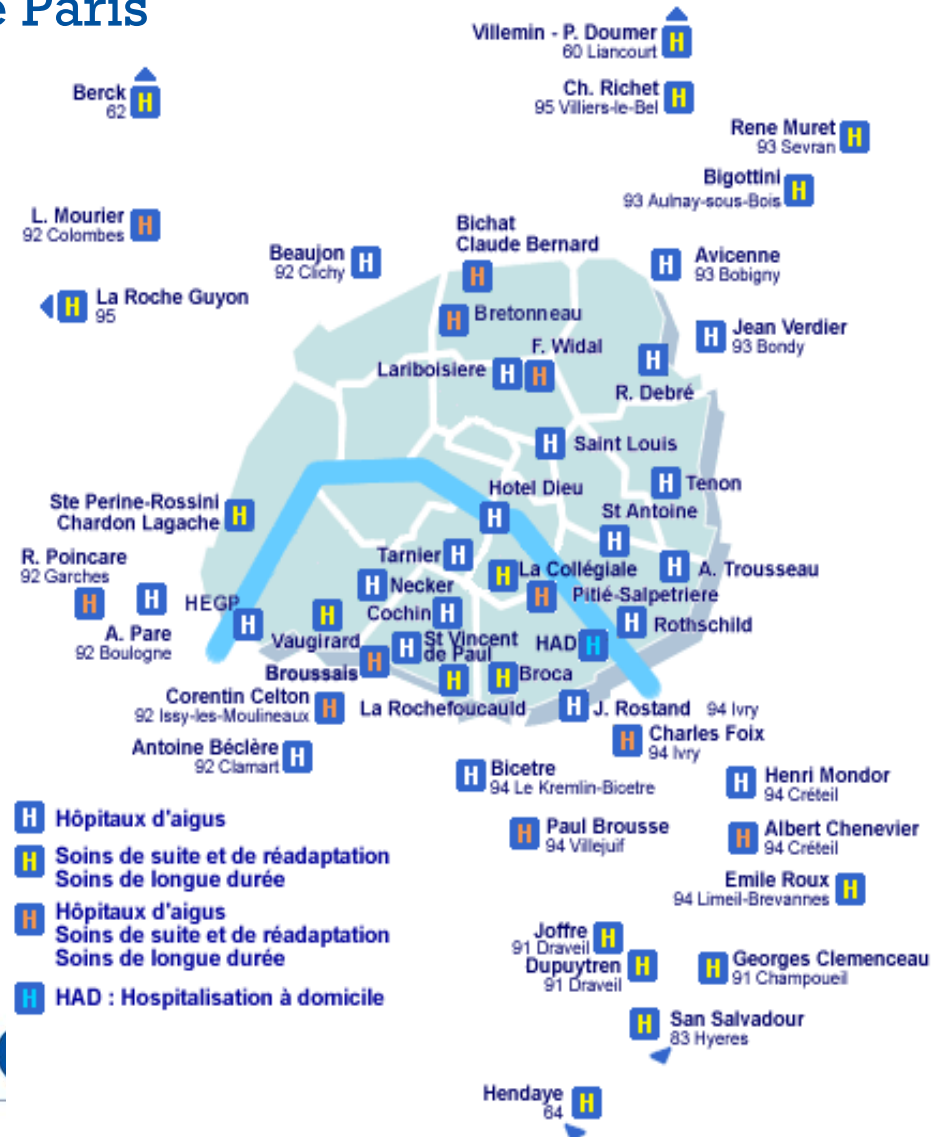 e Paris
Villemin - P. Doumer
60 Liancourt
H
Berck
62
H
Ch. Richet
95 Villiers-le-Bel
H
Rene Muret
93 Sevran
H
Bigottini
93 Aulnay-sous-Bois
H
L. Mourier
92 Colombes
H
Beaujon
92 Clichy
H
Bichat
Claude Bernard
H
H
Avicenne
93 Bobigny
H
La Roche Guyon
95
H
Bretonneau
H
Jean Verdier
93 Bondy
F. Widal
Lariboisiere
H
H
H
R. Debré
H
Saint Louis
H
Tenon
Hotel Dieu
H
Ste Perine-Rossini
Chardon Lagache
H
St Antoine
H
R. Poincare
92 Garches
H
Tarnier
H
H
La Collégiale
H
A. Trousseau
H
Necker
H
Pitié-Salpetriere
H
A. Pare
92 Boulogne
HEGP
H
H
Vaugirard
Cochin
H
H
Rothschild
H
St Vincent
de Paul
HAD
H
Broussais
H
H
H
Broca
La Rochefoucauld
Corentin Celton
92 Issy-les-Moulineaux
H
H
J. Rostand
94 Ivry
H
Charles Foix
94 Ivry
Antoine Béclère
92 Clamart
H
H
Bicetre
94 Le Kremlin-Bicetre
H
Henri Mondor
94 Créteil
H
Paul Brousse
94 Villejuif
H
Albert Chenevier
94 Créteil
Emile Roux
94 Limeil-Brevannes
H
H
Hôpitaux d'aigus
H
Soins de suite et de réadaptation
Soins de longue durée
H
Hôpitaux d'aigus
Soins de suite et de réadaptation
Soins de longue durée
H
HAD : Hospitalisation à domicile
Joffre
91 Draveil
H
Dupuytren
91 Draveil
H
H
Georges Clemenceau
91 Champoueil
H
San Salvadour
83 Hyeres
Hendaye
64
H